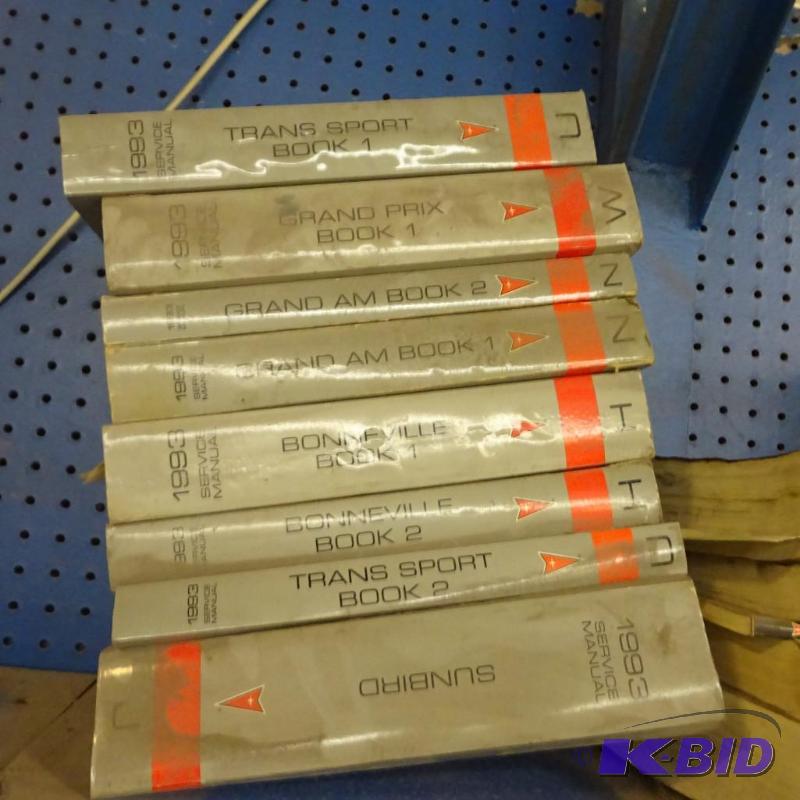 1993
SERVICE
MANUAL
TRANS SPORT
BOOK 1
U
1993
SERVICE
MANUAL
GRAND PRIX
BOOK 1
W
GRAND AM BOOK 2
N
1993
SERVICE
MANUAL
GRAND AM BOOK 1
N
1993
SERVICE
MANUAL
BONNEVILLE
BOOK 1
H
993
BONNEVILLE
BOOK 2
H
1993
SERVICE
MANUAL
TRANS SPORT
BOOK 2
U
1993
SERVICE
MANUAL
SUNBIRD
J
K-BID